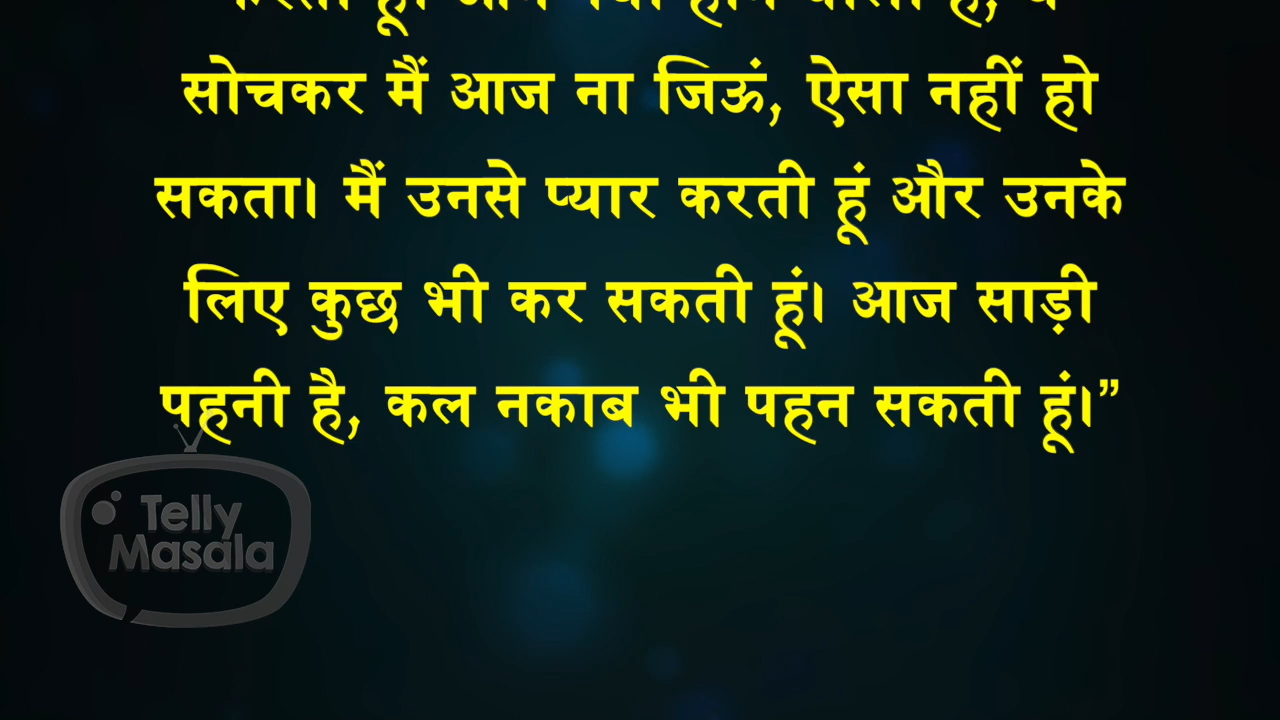 सोचकर मैं आज ना जिऊं, ऐसा नहीं हो
सकता। मैं उनसे प्यार करती हूं और उनके
लिए कुछ भी कर सकती हूं। आज साड़ी
पहनी है, कल नकाब भी पहन सकती हूं।”
Telly
Masala